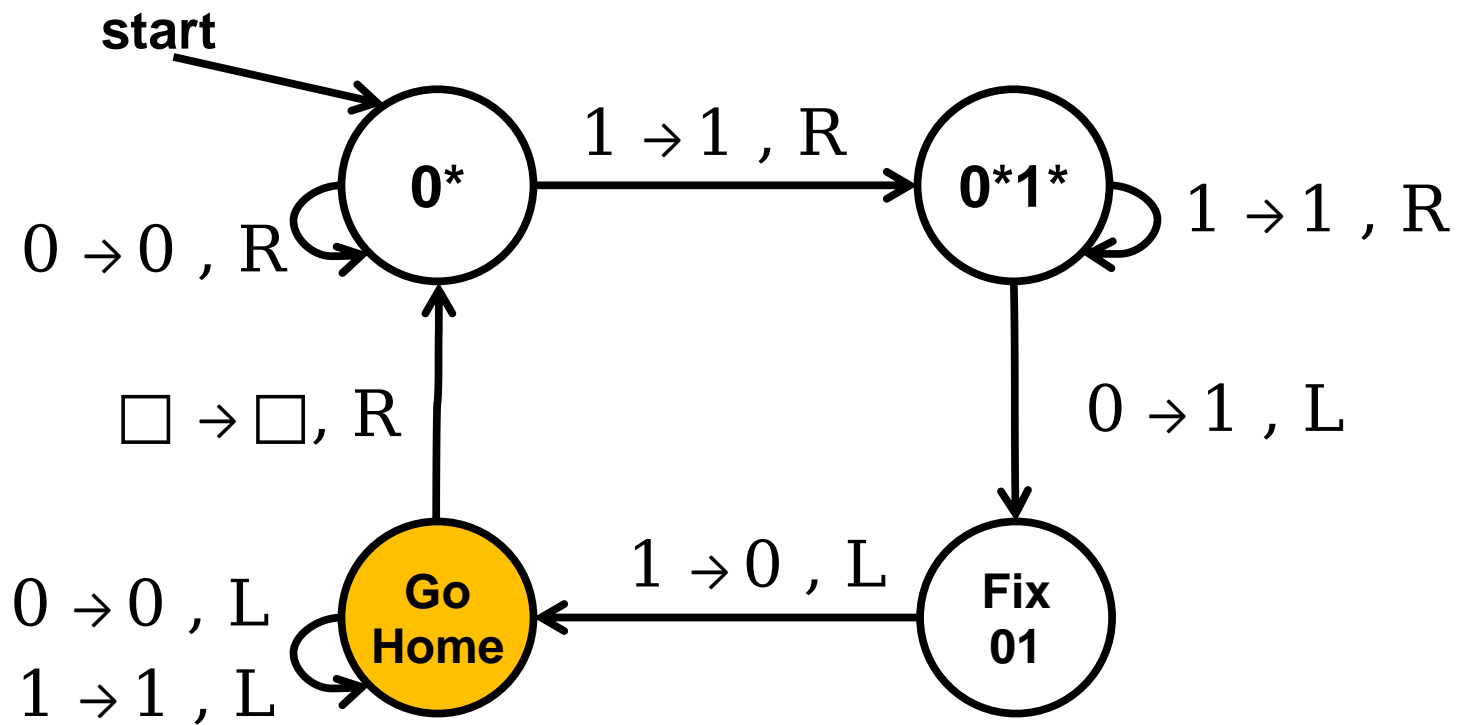 start
0*
1 → 1 , R
0*1*
0 → 0 , R
1 → 1 , R
□ → □, R
0 → 1 , L
Go
Home
1 → 0 , L
Fix
01
0 → 0 , L
1 → 1 , L